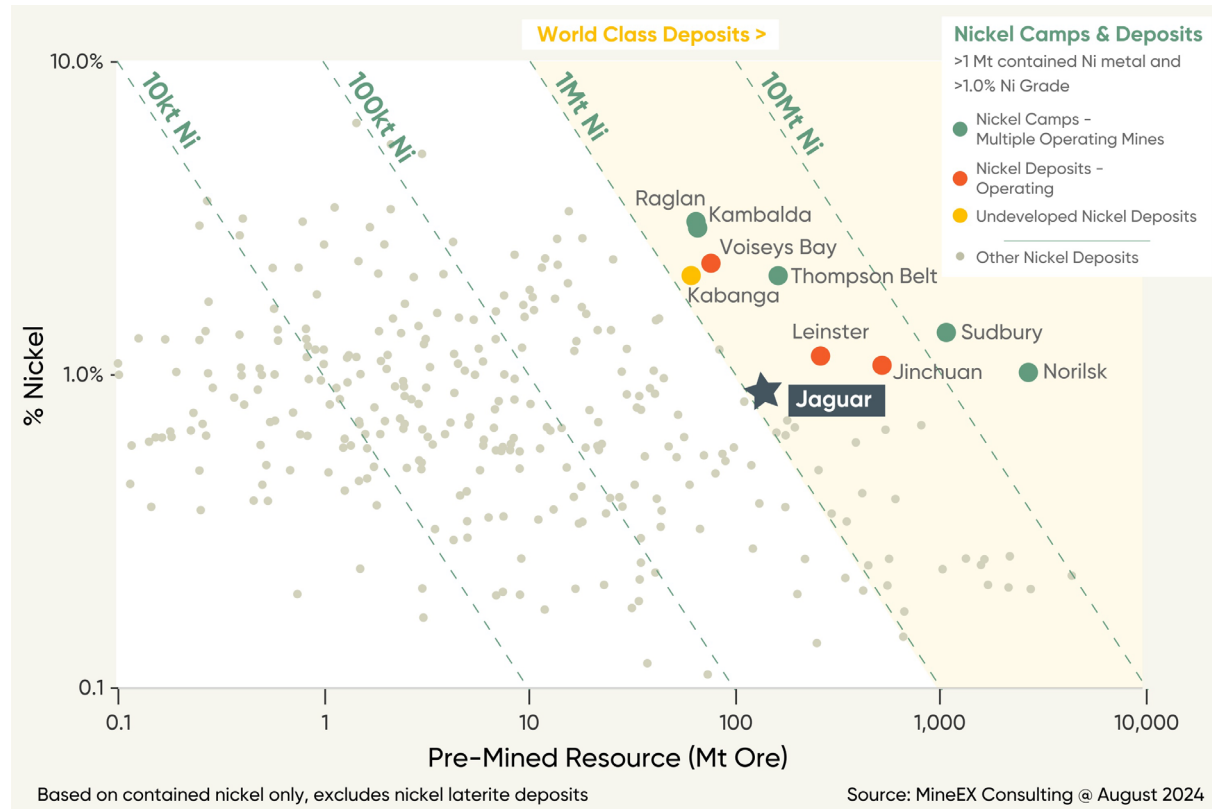 World Class Deposits >
Nickel Camps & Deposits
>1 Mt contained Ni metal and
>1.0% Ni Grade
Nickel Camps -
Multiple Operating Mines
Nickel Deposits -
Operating
Undeveloped Nickel Deposits
Other Nickel Deposits
10.0%
10kt Ni
100kt Ni
1Mt Ni
10Mt Ni
Raglan
Kambalda
Voiseys Bay
Thompson Belt
Kabanga
Leinster
Sudbury
Jinchuan
Norilsk
Jaguar
% Nickel
1.0%
0.1
0.1
1
10
100
1,000
10,000
Pre-Mined Resource (Mt Ore)
Based on contained nickel only, excludes nickel laterite deposits
Source: MineEX Consulting @ August 2024